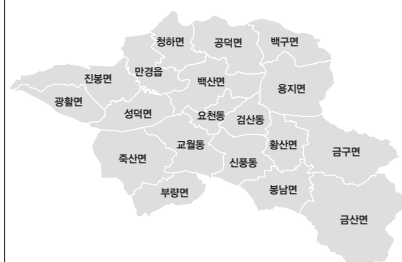 청하면
공덕면
백구면
만경읍
진봉면
백산면
용지면
광활면
성덕면
요천동
검산동
교월동
황산면
금구면
죽산면
신풍동
부량면
봉남면
금산면